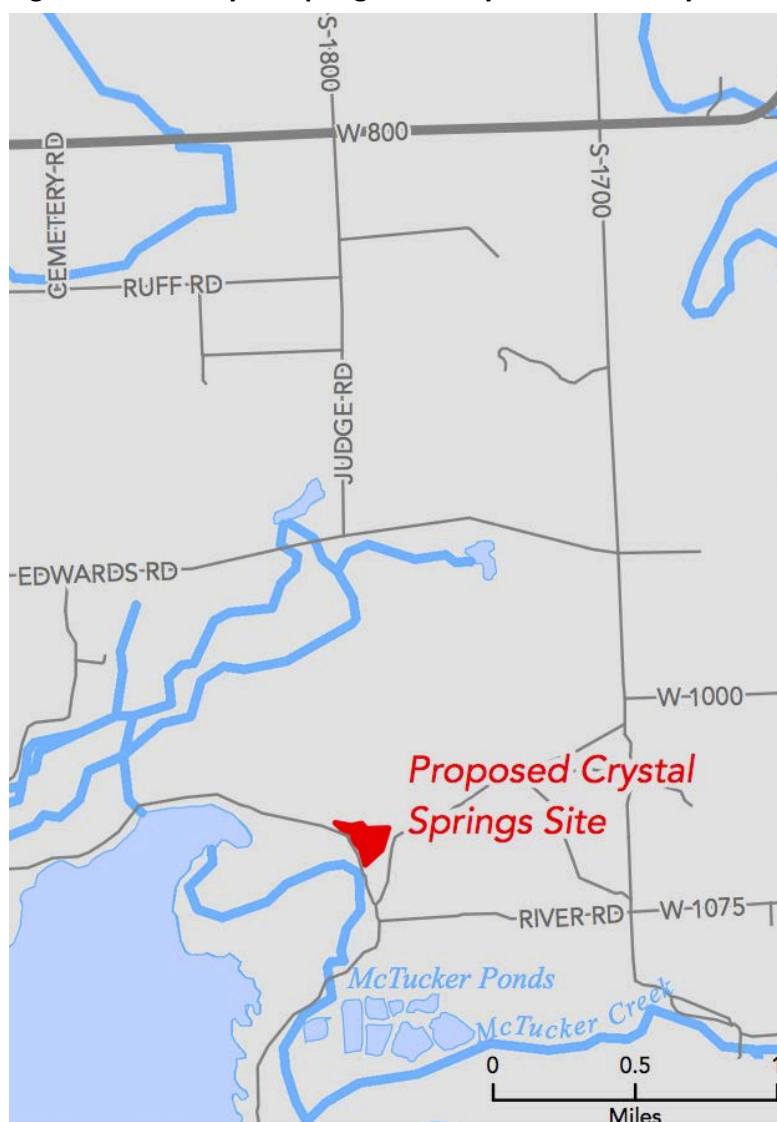 S-1800
W 800
CEMETERY RD
S-1700
RUFF RD
JUDGE RD
EDWARDS RD
W-1000
Proposed Crystal
Springs Site
RIVER RD
W-1075
McTucker Ponds
McTucker Creek
0 0.5 1
Miles